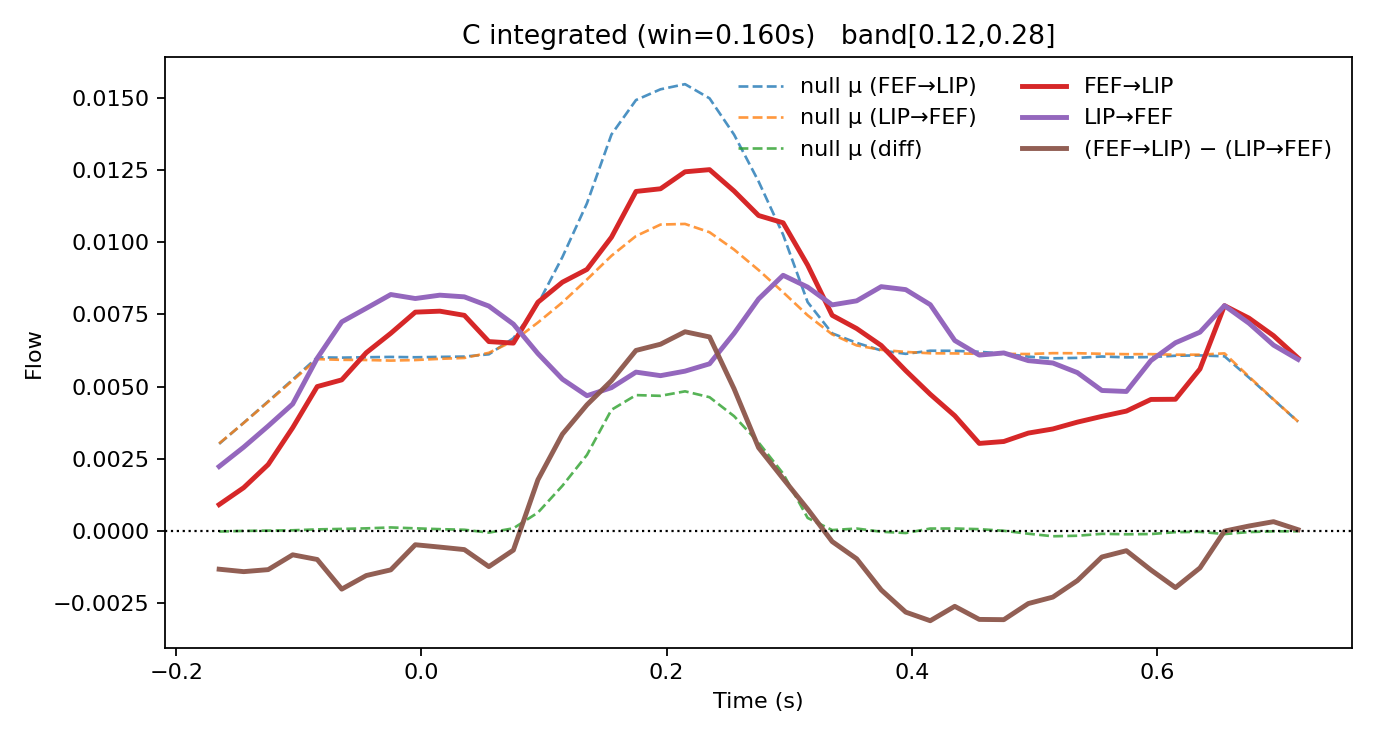 C integrated (win=0.160s)   band[0.12,0.28]
null μ (FEF→LIP)
null μ (LIP→FEF)
null μ (diff)
FEF→LIP
LIP→FEF
(FEF→LIP) − (LIP→FEF)
Flow
0.0150
0.0125
0.0100
0.0075
0.0050
0.0025
0.0000
−0.0025
−0.2
0.0
0.2
0.4
0.6
Time (s)